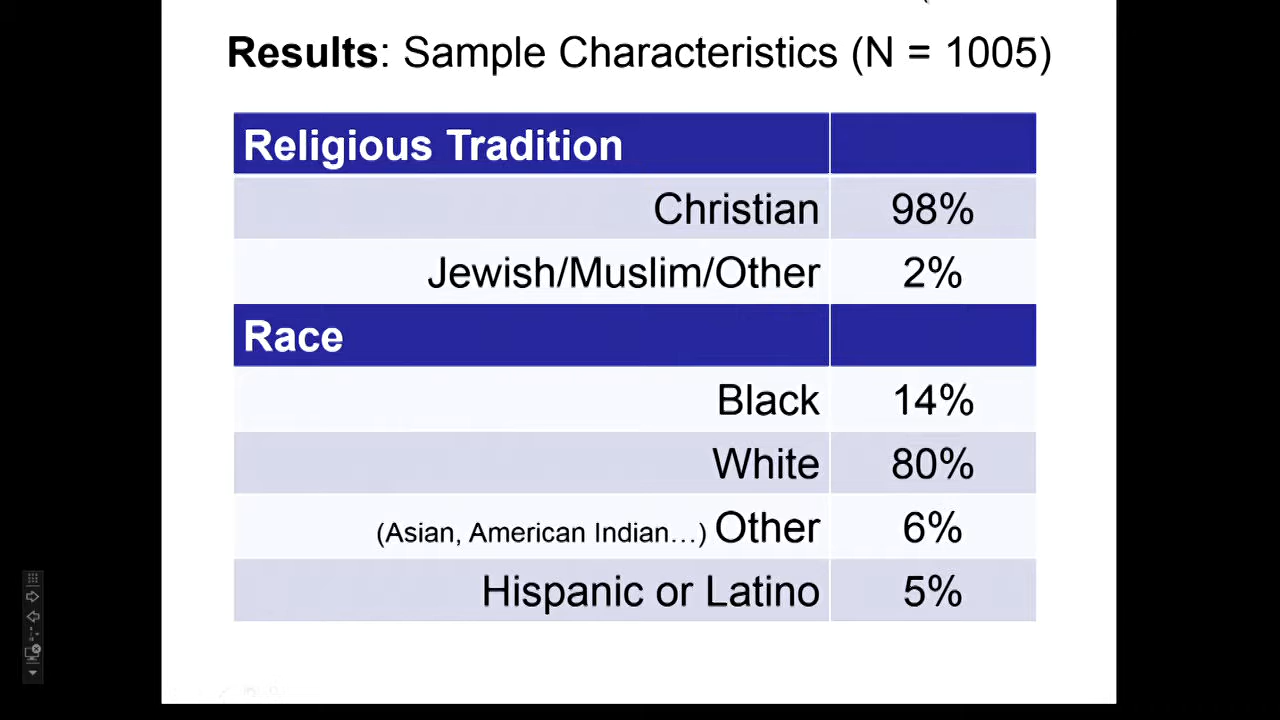 Results: Sample Characteristics (N = 1005)
Religious Tradition
Christian 98%
Jewish/Muslim/Other 2%
Race
Black 14%
White 80%
(Asian, American Indian...) Other 6%
Hispanic or Latino 5%